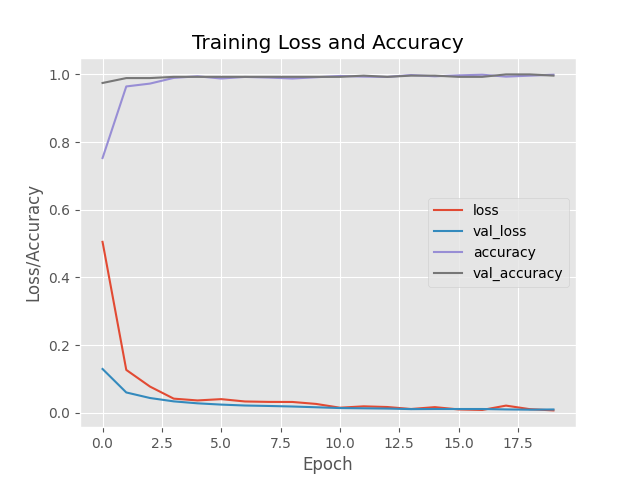 Training Loss and Accuracy
1.0
0.8
0.6
0.4
0.2
0.0
Loss/Accuracy
loss
val_loss
accuracy
val_accuracy
0.0 2.5 5.0 7.5 10.0 12.5 15.0 17.5
Epoch